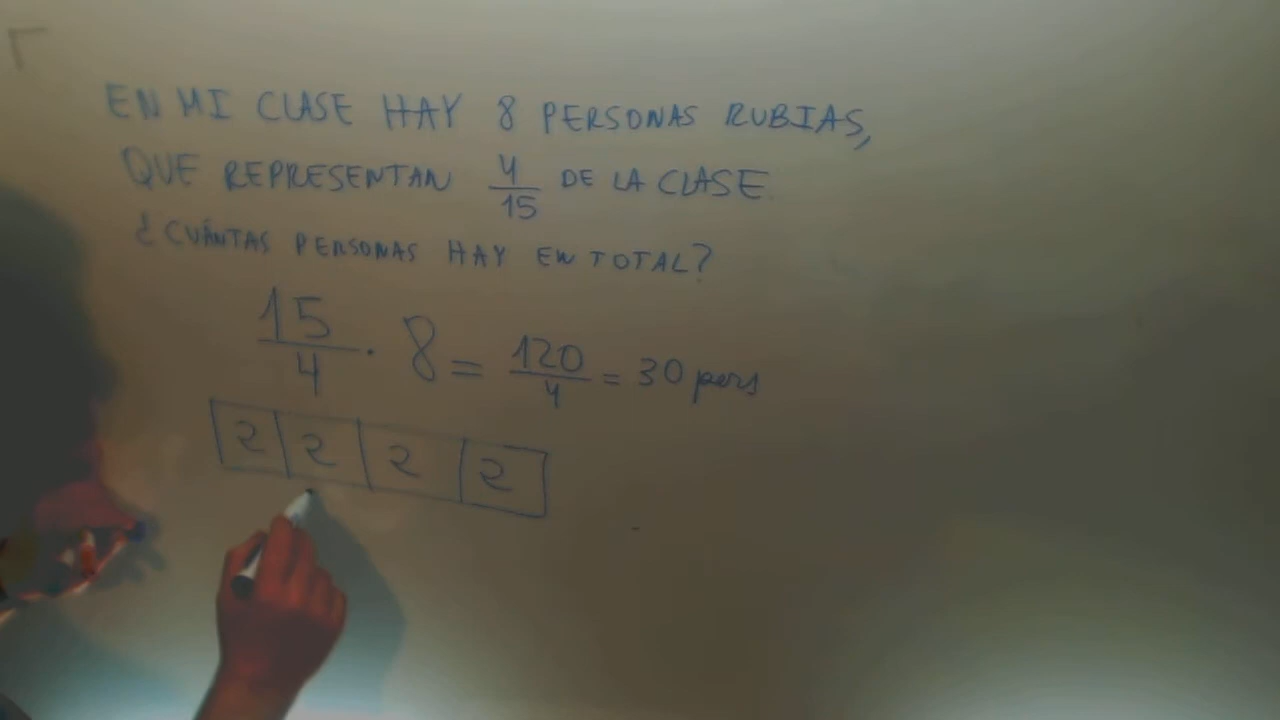 EN MI CLASE HAY 8 PERSONAS RUBIAS,
QUE REPRESENTAN 4/15 DE LA CLASE.
¿CUÁNTAS PERSONAS HAY EN TOTAL?
15/4 · 8 = 120/4 = 30 pers
2 2 2 2